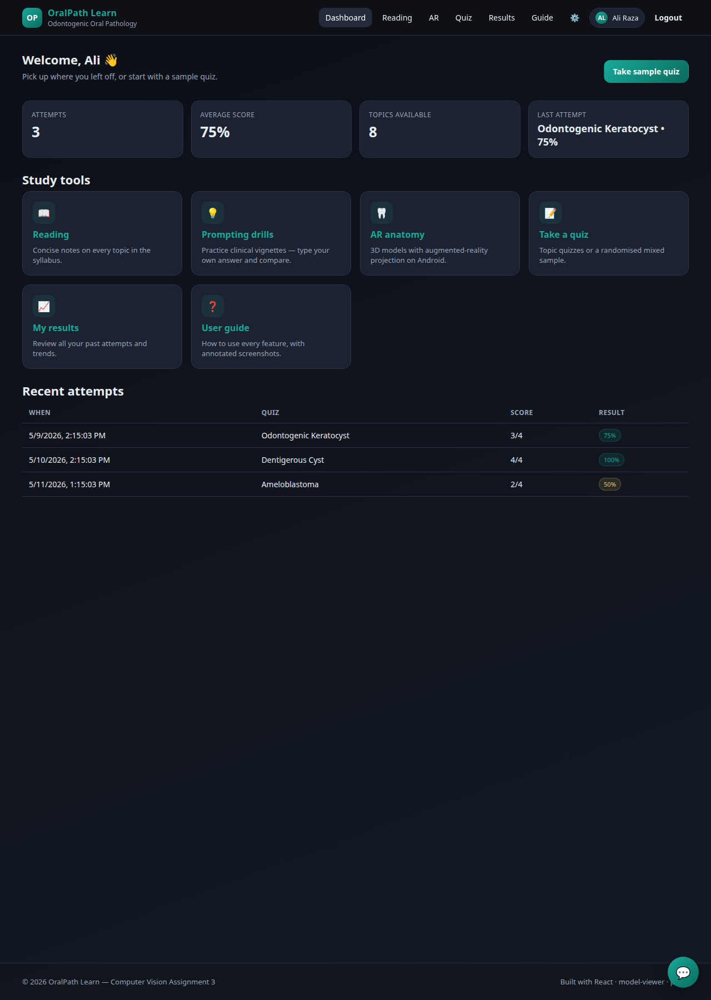 OP
OralPath Learn
Odontogenic Oral Pathology
Dashboard
Reading
AR
Quiz
Results
Guide
AL
Ali Raza
Logout
Welcome, Ali 👋
Pick up where you left off, or start with a sample quiz.
Take sample quiz
ATTEMPTS
3
AVERAGE SCORE
75%
TOPICS AVAILABLE
8
LAST ATTEMPT
Odontogenic Keratocyst •
75%
Study tools
Reading
Concise notes on every topic in the
syllabus.
Prompting drills
Practice clinical vignettes — type your
own answer and compare.
AR anatomy
3D models with augmented-reality
projection on Android.
Take a quiz
Topic quizzes or a randomised mixed
sample.
My results
Review all your past attempts and
trends.
User guide
How to use every feature, with
annotated screenshots.
Recent attempts
WHEN QUIZ SCORE RESULT
5/9/2026, 2:15:03 PM Odontogenic Keratocyst 3/4 75%
5/10/2026, 2:15:03 PM Dentigerous Cyst 4/4 100%
5/11/2026, 1:15:03 PM Ameloblastoma 2/4 50%
© 2026 OralPath Learn — Computer Vision Assignment 3
Built with React · model-viewer ·